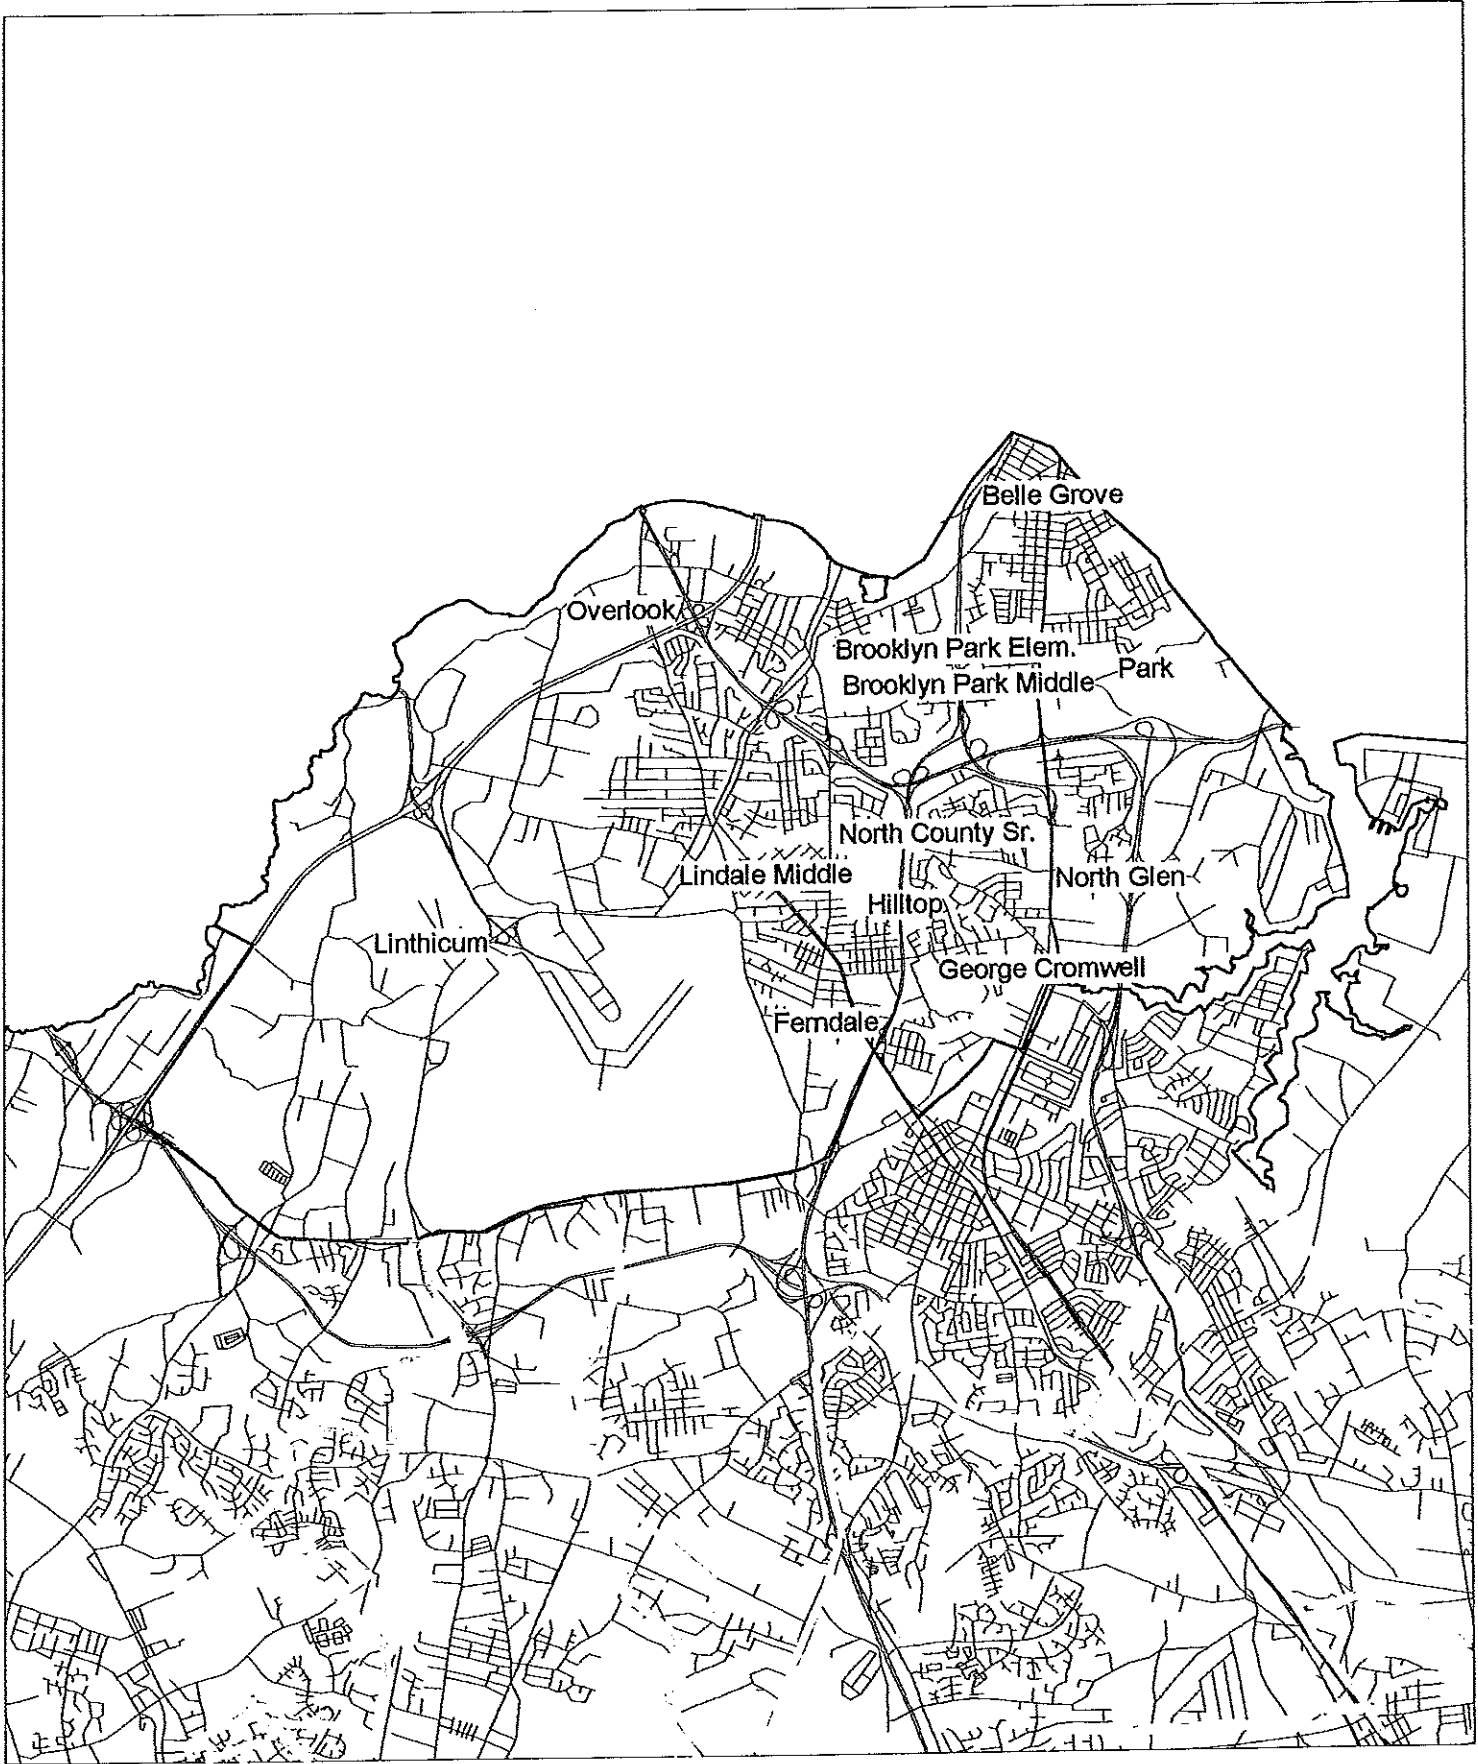 Belle Grove
Overlook
Brooklyn Park Elem.
Park
Brooklyn Park Middle
North County Sr.
Lindale Middle
North Glen
Hilltop
Linthicum
George Cromwell
Ferndale